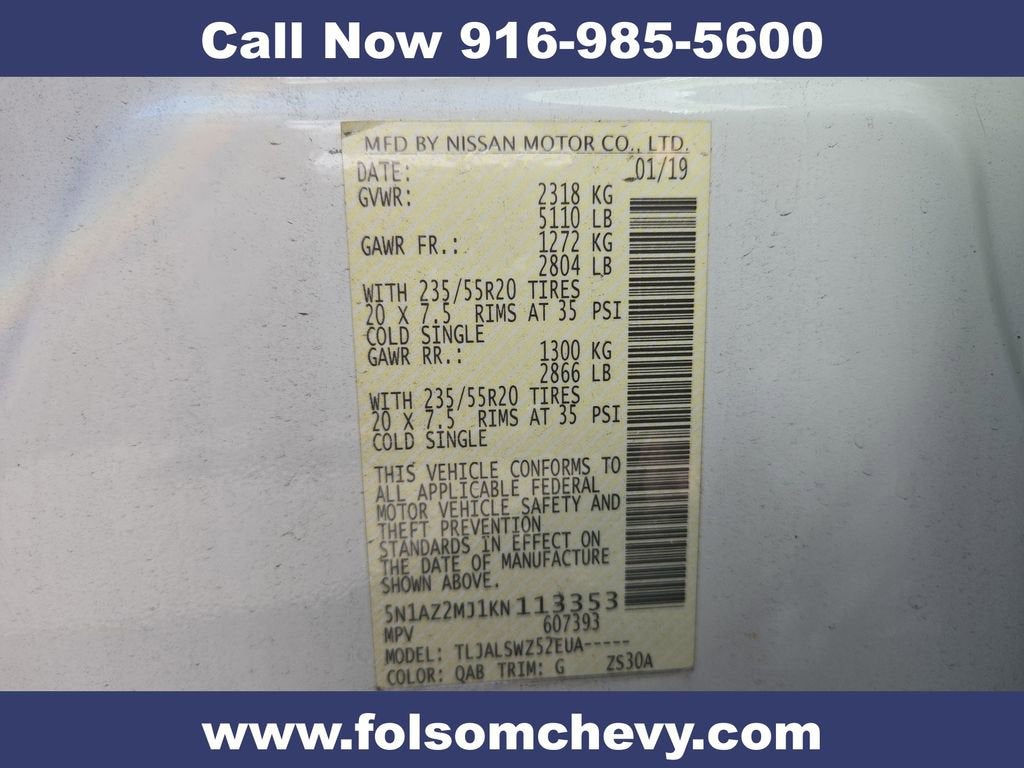 Call Now 916-985-5600
MFD BY NISSAN MOTOR CO., LTD.
DATE: 01/19
GVWR: 2318 KG
5110 LB
GAWR FR.: 1272 KG
2804 LB
WITH 235/55R20 TIRES
20 X 7.5 RIMS AT 35 PSI
COLD SINGLE
GAWR RR.: 1300 KG
2866 LB
WITH 235/55R20 TIRES
20 X 7.5 RIMS AT 35 PSI
COLD SINGLE
THIS VEHICLE CONFORMS TO
ALL APPLICABLE FEDERAL
MOTOR VEHICLE SAFETY AND
THEFT PREVENTION
STANDARDS IN EFFECT ON
THE DATE OF MANUFACTURE
SHOWN ABOVE.
5N1AZ2MJ1KN113353
MPV 607393
MODEL: TLJALSWZ52EUA-----
COLOR: QAB TRIM: G ZS30A
www.folsomchevy.com